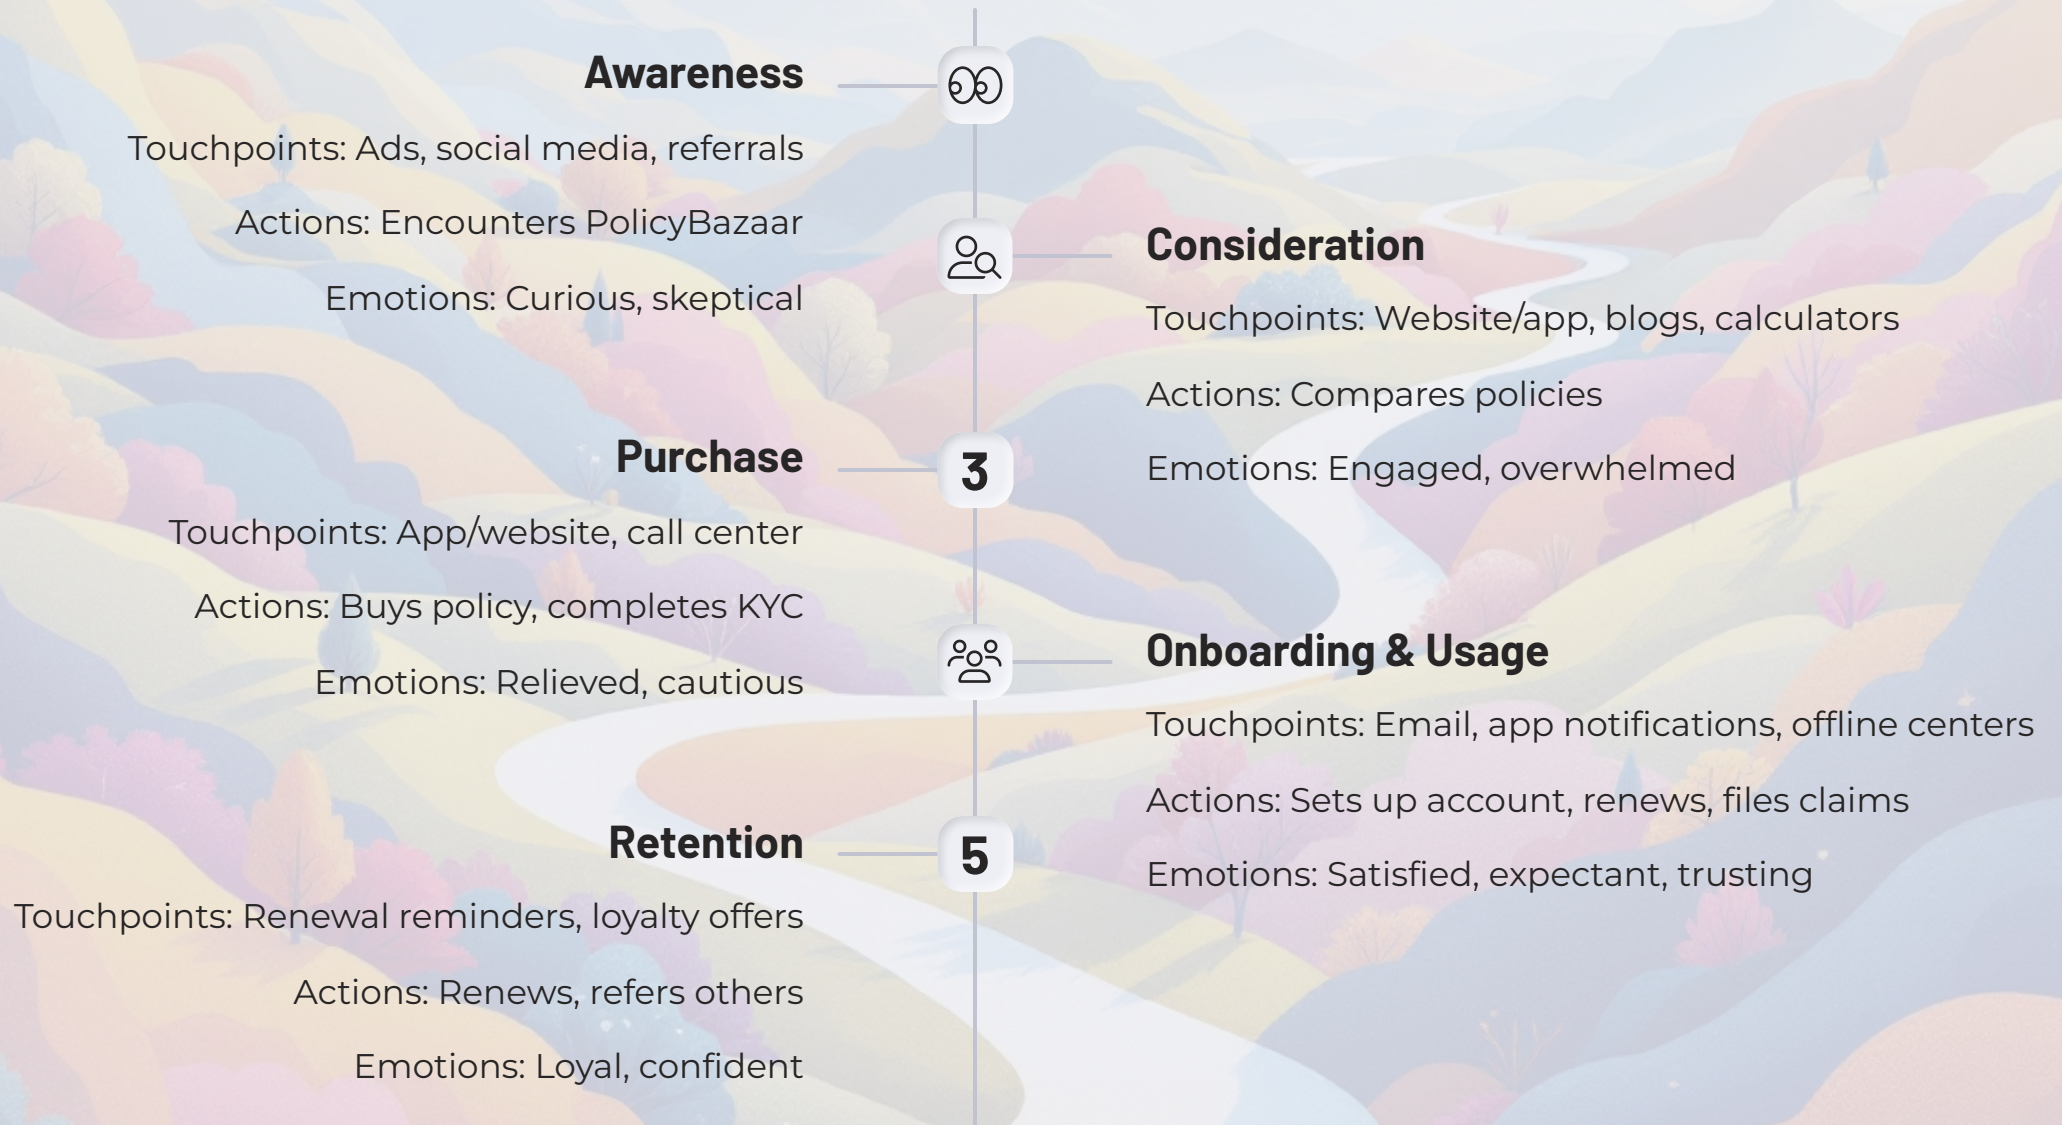 Awareness
Touchpoints: Ads, social media, referrals
Actions: Encounters PolicyBazaar
Emotions: Curious, skeptical
Consideration
Touchpoints: Website/app, blogs, calculators
Actions: Compares policies
Emotions: Engaged, overwhelmed
Purchase
3
Touchpoints: App/website, call center
Actions: Buys policy, completes KYC
Emotions: Relieved, cautious
Onboarding & Usage
Touchpoints: Email, app notifications, offline centers
Actions: Sets up account, renews, files claims
Emotions: Satisfied, expectant, trusting
Retention
5
Touchpoints: Renewal reminders, loyalty offers
Actions: Renews, refers others
Emotions: Loyal, confident